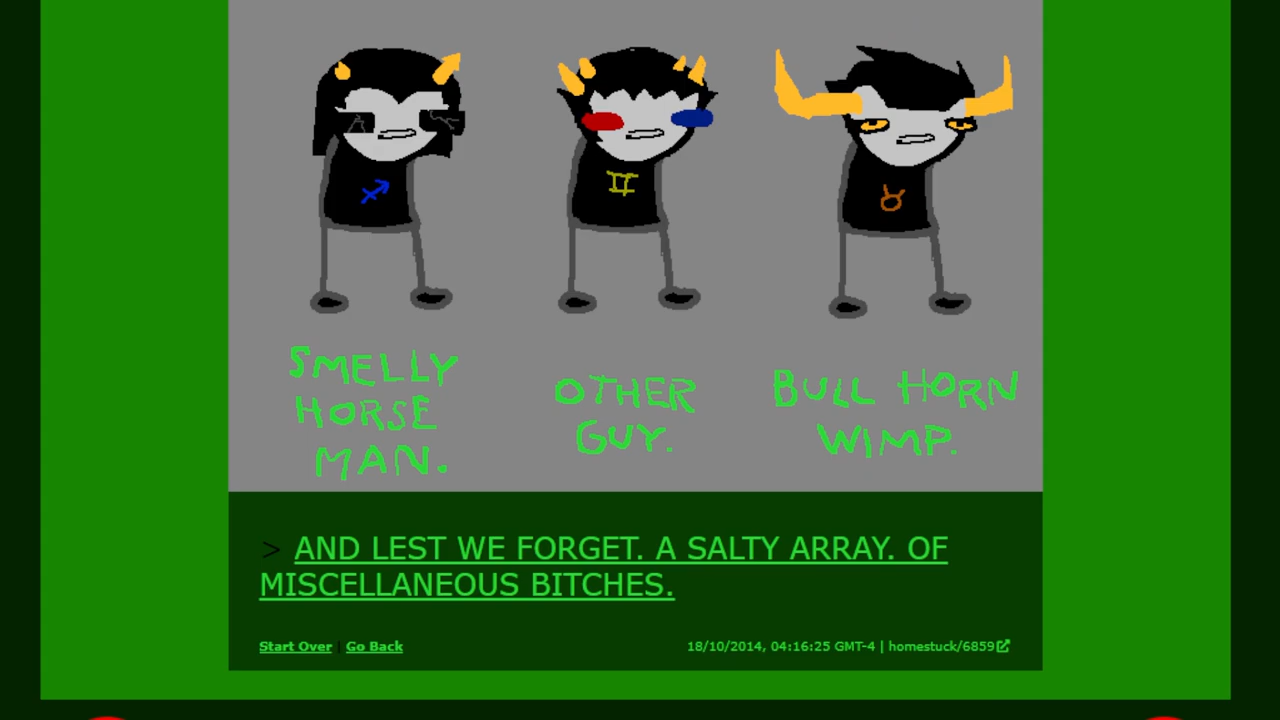 SMELLY
HORSE
MAN.
OTHER
GUY.
BULL HORN
WIMP.
> AND LEST WE FORGET. A SALTY ARRAY. OF
MISCELLANEOUS BITCHES.
Start Over | Go Back
18/10/2014, 04:16:25 GMT-4 | homestuck/6859